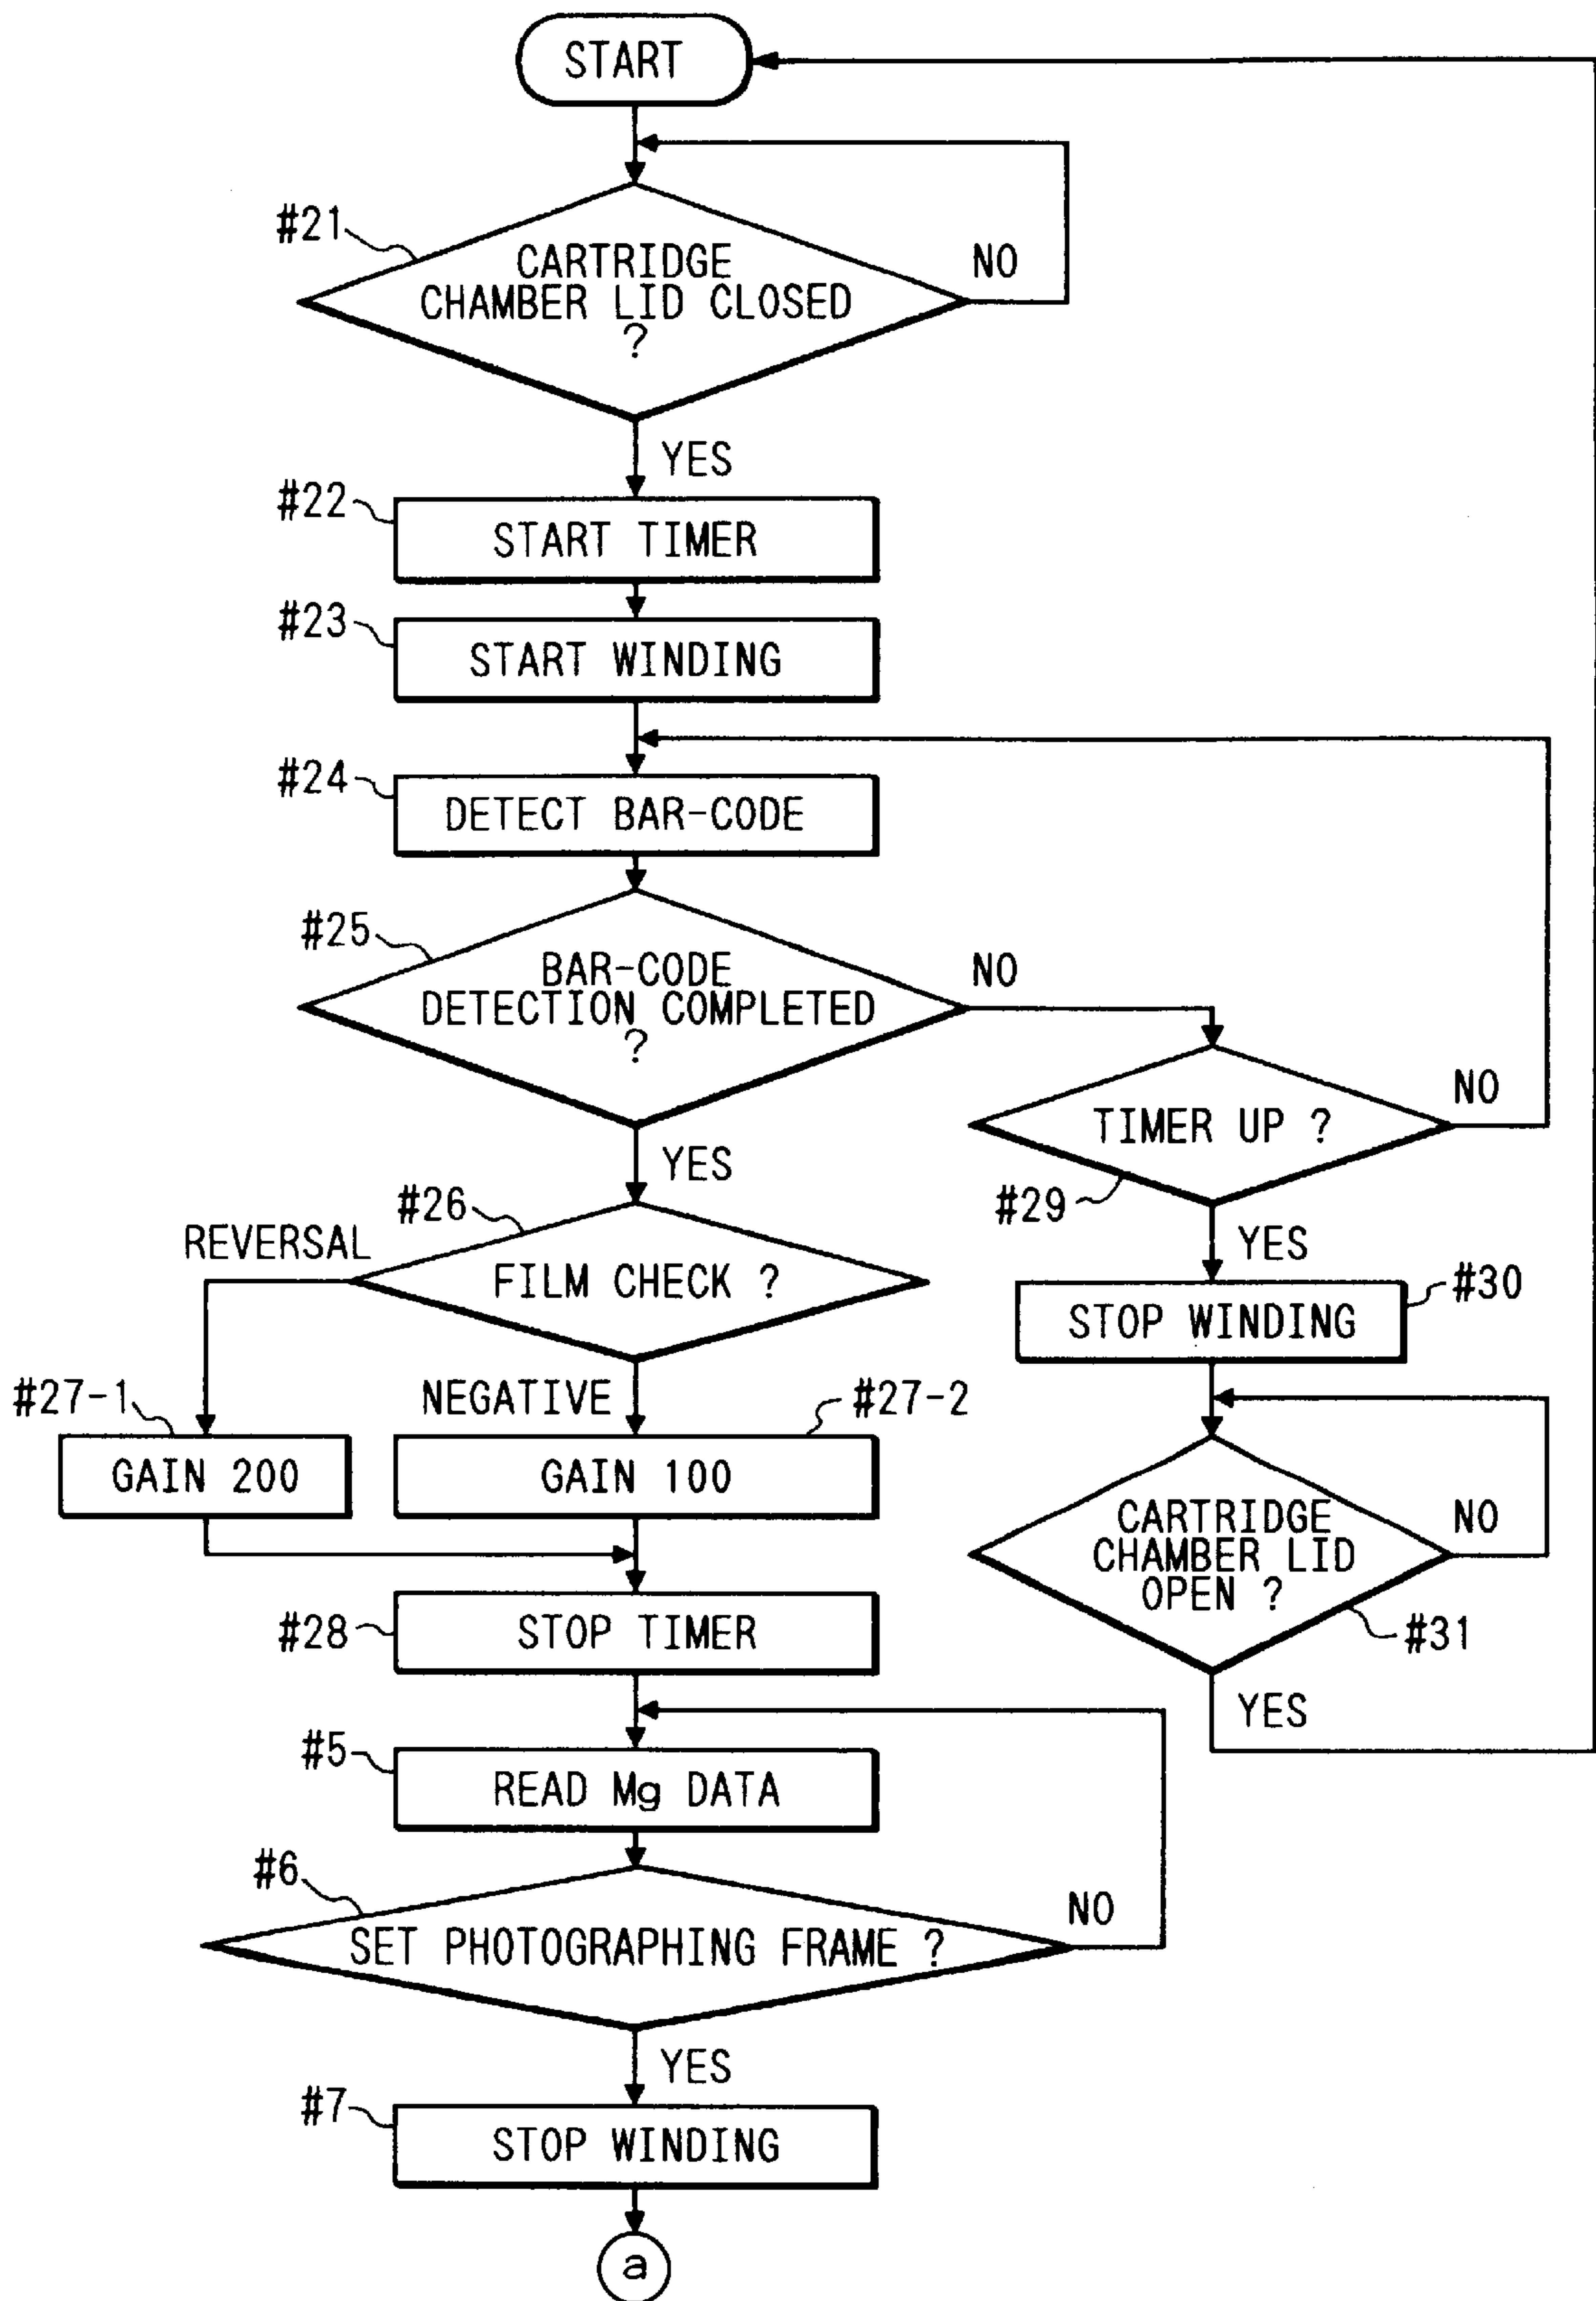 START
#21
CARTRIDGE
CHAMBER LID CLOSED
?
NO
YES
#22
START TIMER
#23
START WINDING
#24
DETECT BAR-CODE
#25
BAR-CODE
DETECTION COMPLETED
?
NO
TIMER UP ?
NO
#29
YES
YES
#26
REVERSAL
FILM CHECK ?
#30
STOP WINDING
#27-1
NEGATIVE
#27-2
GAIN 200
GAIN 100
CARTRIDGE
CHAMBER LID
OPEN ?
NO
#31
YES
#28
STOP TIMER
#5
READ Mg DATA
#6
SET PHOTOGRAPHING FRAME ?
NO
YES
#7
STOP WINDING
a